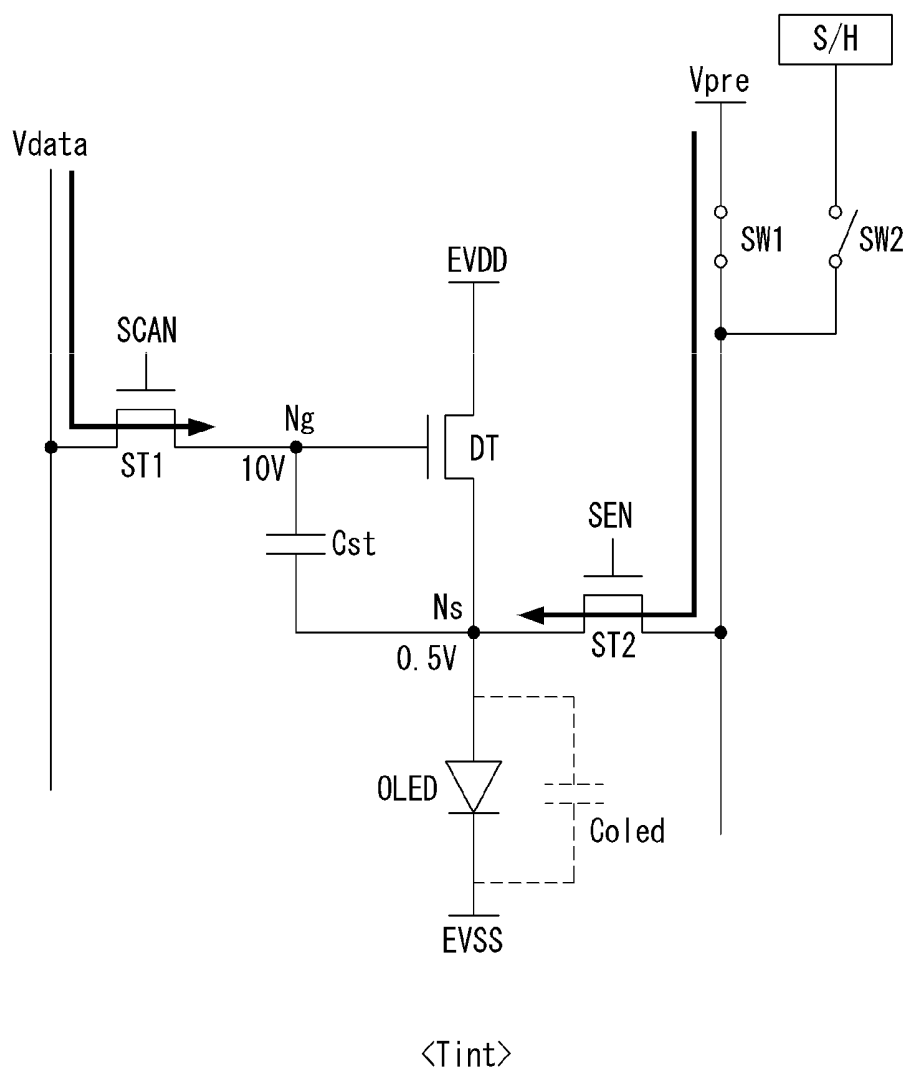 S/H
Vpre
Vdata
SW1
SW2
EVDD
SCAN
Ng
DT
ST1
10V
SEN
Cst
Ns
ST2
0.5V
OLED
Coled
EVSS
<Tint>